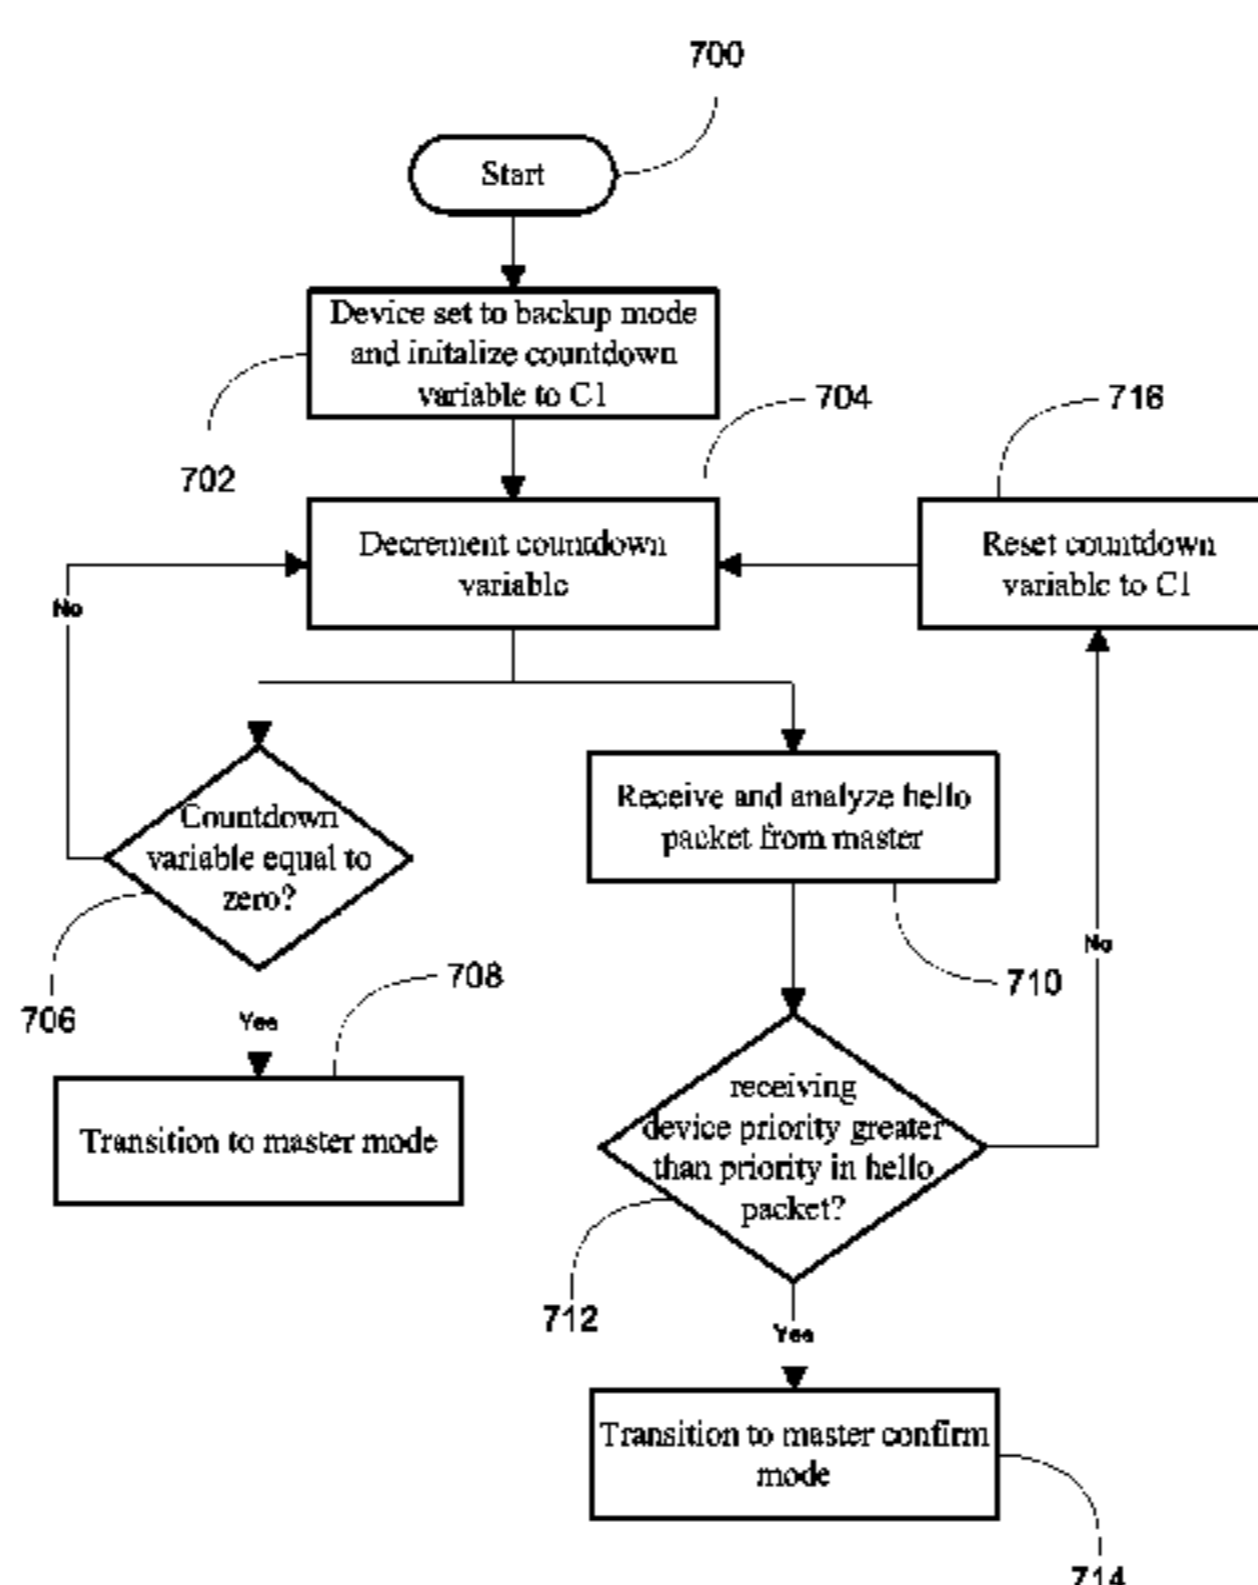 700
Start
Device set to backup mode
and initalize countdown
variable to C1
702
704
716
Decrement countdown
variable
Reset countdown
variable to C1
No
Countdown
variable equal to
zero?
Receive and analyze hello
packet from master
No
706
708
710
Yes
Transition to master mode
receiving
device priority greater
than priority in hello
packet?
712
Yes
Transition to master confirm
mode
714